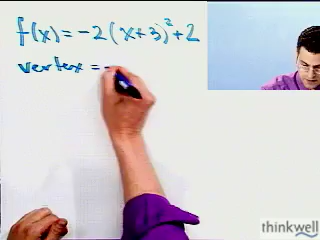 f(x) = -2(x+3)² + 2
vertex = -
thinkwell